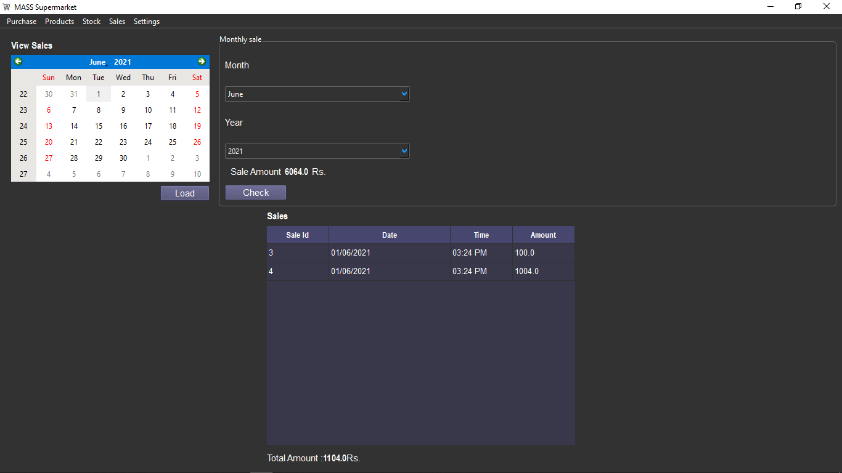 MASS Supermarket
Purchase Products Stock Sales Settings
View Sales
June, 2021
Sun Mon Tue Wed Thu Fri Sat
22 30 31 1 2 3 4 5
23 6 7 8 9 10 11 12
24 13 14 15 16 17 18 19
25 20 21 22 23 24 25 26
26 27 28 29 30 1 2 3
27 4 5 6 7 8 9 10
Load
Monthly sale
Month
June
Year
2021
Sale Amount 6064.0 Rs.
Check
Sales
Sale Id Date Time Amount
3 01/06/2021 03:24 PM 100.0
4 01/06/2021 03:24 PM 1004.0
Total Amount :1104.0Rs.